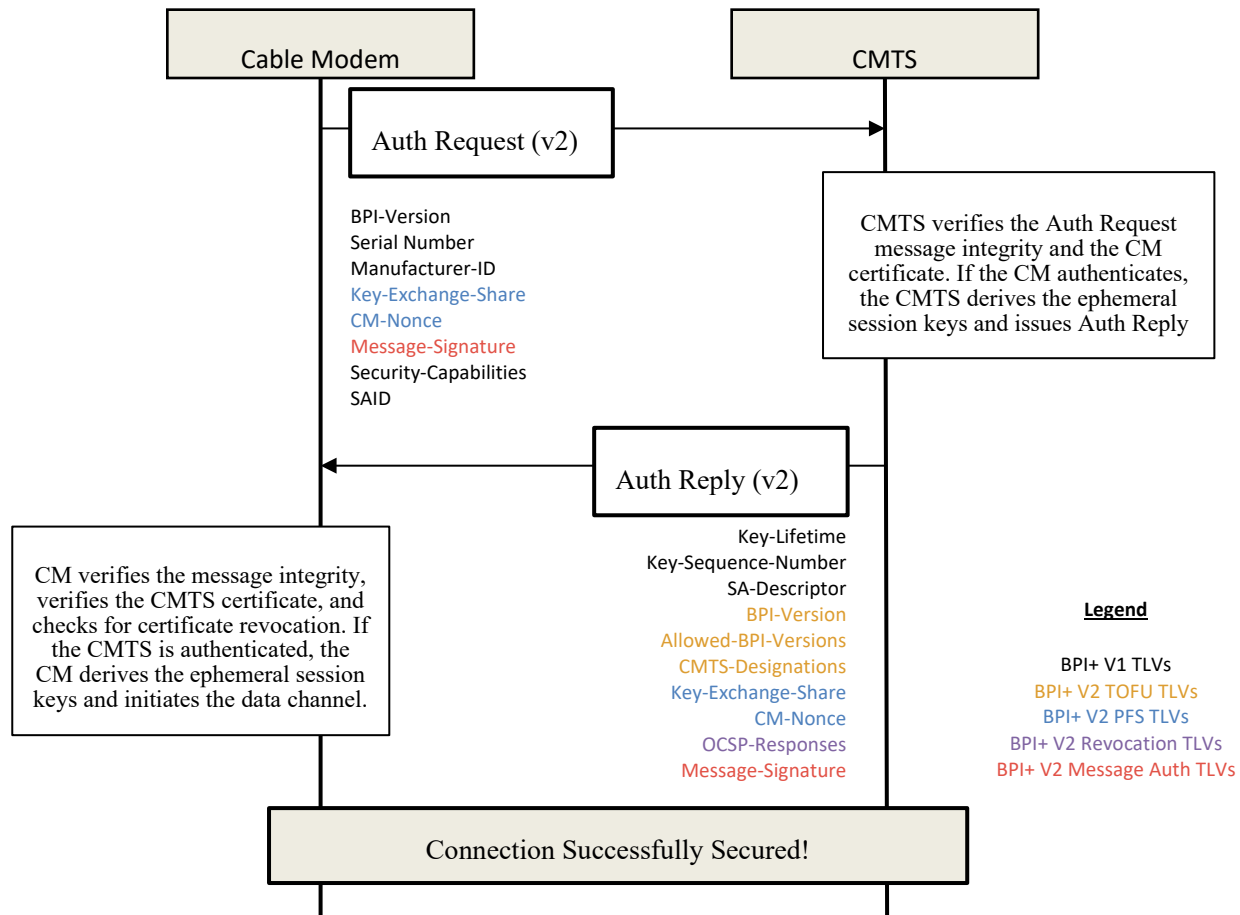 Cable Modem
CMTS
Auth Request (v2)
BPI-Version
Serial Number
Manufacturer-ID
Key-Exchange-Share
CM-Nonce
Message-Signature
Security-Capabilities
SAID
CMTS verifies the Auth Request
message integrity and the CM
certificate. If the CM authenticates,
the CMTS derives the ephemeral
session keys and issues Auth Reply
Auth Reply (v2)
Key-Lifetime
Key-Sequence-Number
SA-Descriptor
BPI-Version
Allowed-BPI-Versions
CMTS-Designations
Key-Exchange-Share
CM-Nonce
OCSP-Responses
Message-Signature
CM verifies the message integrity,
verifies the CMTS certificate, and
checks for certificate revocation. If
the CMTS is authenticated, the
CM derives the ephemeral session
keys and initiates the data channel.
Legend
BPI+ V1 TLVs
BPI+ V2 TOFU TLVs
BPI+ V2 PFS TLVs
BPI+ V2 Revocation TLVs
BPI+ V2 Message Auth TLVs
Connection Successfully Secured!